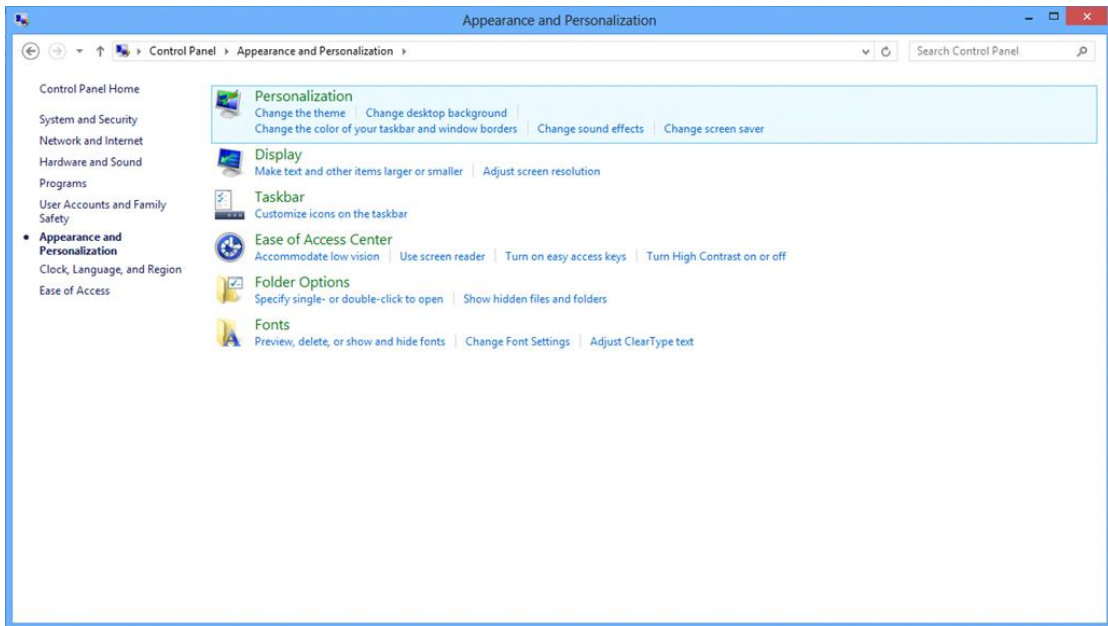 Appearance and Personalization
Control Panel Appearance and Personalization
Search Control Panel
Control Panel Home
System and Security
Network and Internet
Hardware and Sound
Programs
User Accounts and Family
Safety
Appearance and
Personalization
Clock, Language, and Region
Ease of Access
Personalization
Change the theme Change desktop background
Change the color of your taskbar and window borders Change sound effects Change screen saver
Display
Make text and other items larger or smaller Adjust screen resolution
Taskbar
Customize icons on the taskbar
Ease of Access Center
Accommodate low vision Use screen reader Turn on easy access keys Turn High Contrast on or off
Folder Options
Specify single- or double-click to open Show hidden files and folders
Fonts
Preview, delete, or show and hide fonts Change Font Settings Adjust ClearType text